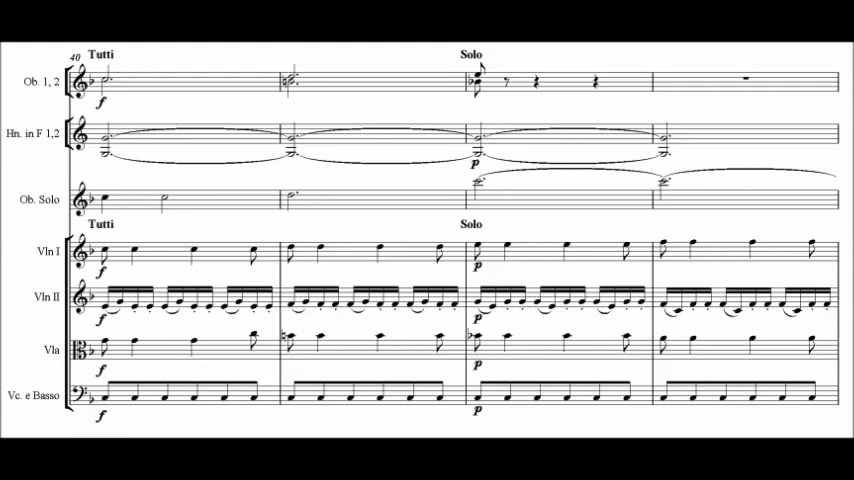 40 Tutti Solo
Ob. 1, 2
f
Hn. in F 1,2
p
Ob. Solo
Tutti Solo
Vln I
f p
Vln II
f p
Vla
f p
Vc. e Basso
f p